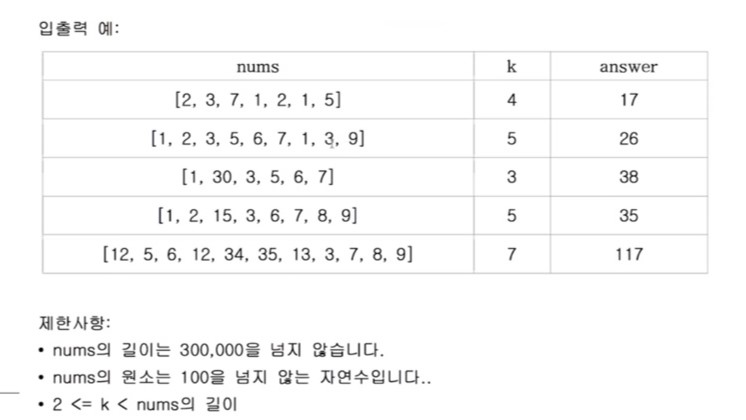 입출력 예:
nums k answer
[2, 3, 7, 1, 2, 1, 5] 4 17
[1, 2, 3, 5, 6, 7, 1, 3, 9] 5 26
[1, 30, 3, 5, 6, 7] 3 38
[1, 2, 15, 3, 6, 7, 8, 9] 5 35
[12, 5, 6, 12, 34, 35, 13, 3, 7, 8, 9] 7 117
제한사항:
• nums의 길이는 300,000을 넘지 않습니다.
• nums의 원소는 100을 넘지 않는 자연수입니다..
• 2 <= k < nums의 길이